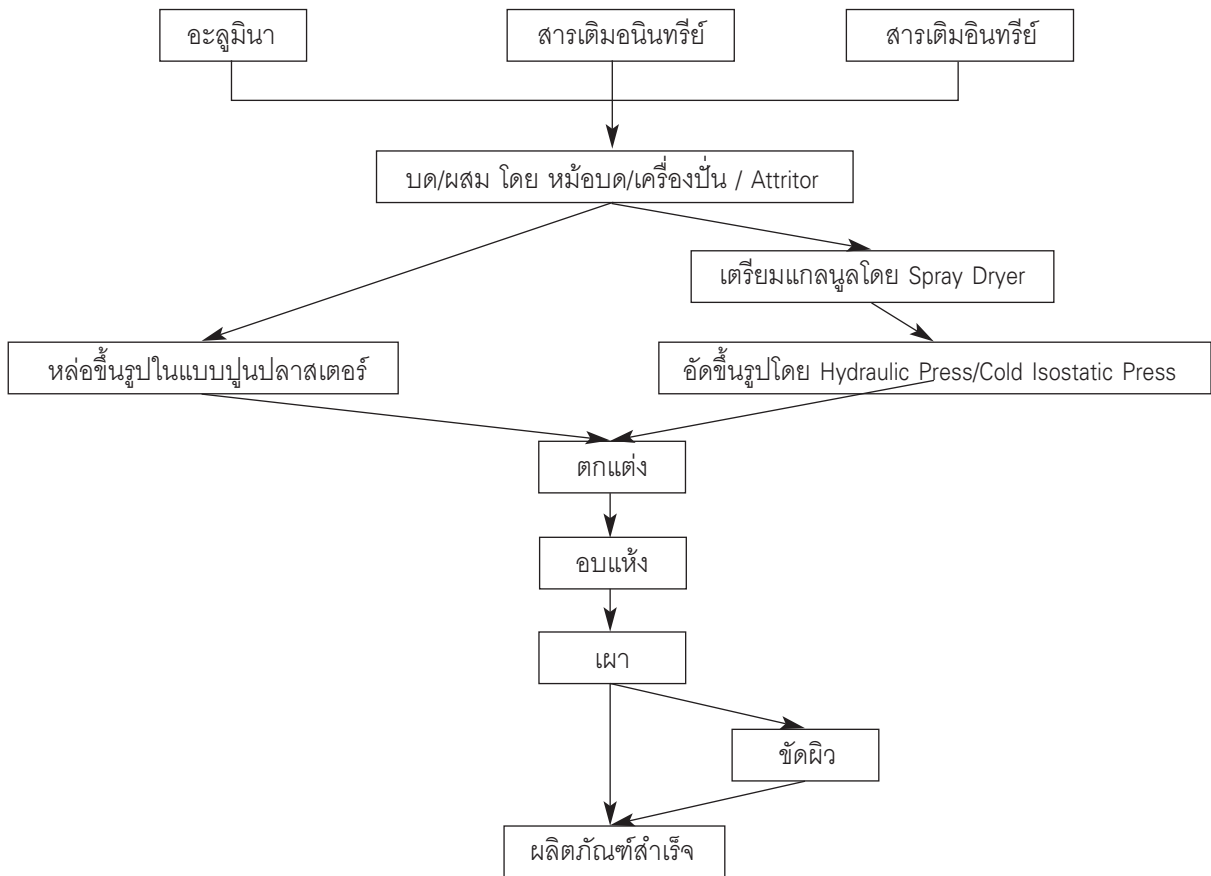 อะลูมินา
สารเติมอนินทรีย์
สารเติมอินทรีย์
บด/ผสม โดย หม้อบด/เครื่องปั่น / Attritor
เตรียมแกลนูลโดย Spray Dryer
หล่อขึ้นรูปในแบบปูนปลาสเตอร์
อัดขึ้นรูปโดย Hydraulic Press/Cold Isostatic Press
ตกแต่ง
อบแห้ง
เผา
ขัดผิว
ผลิตภัณฑ์สำเร็จ